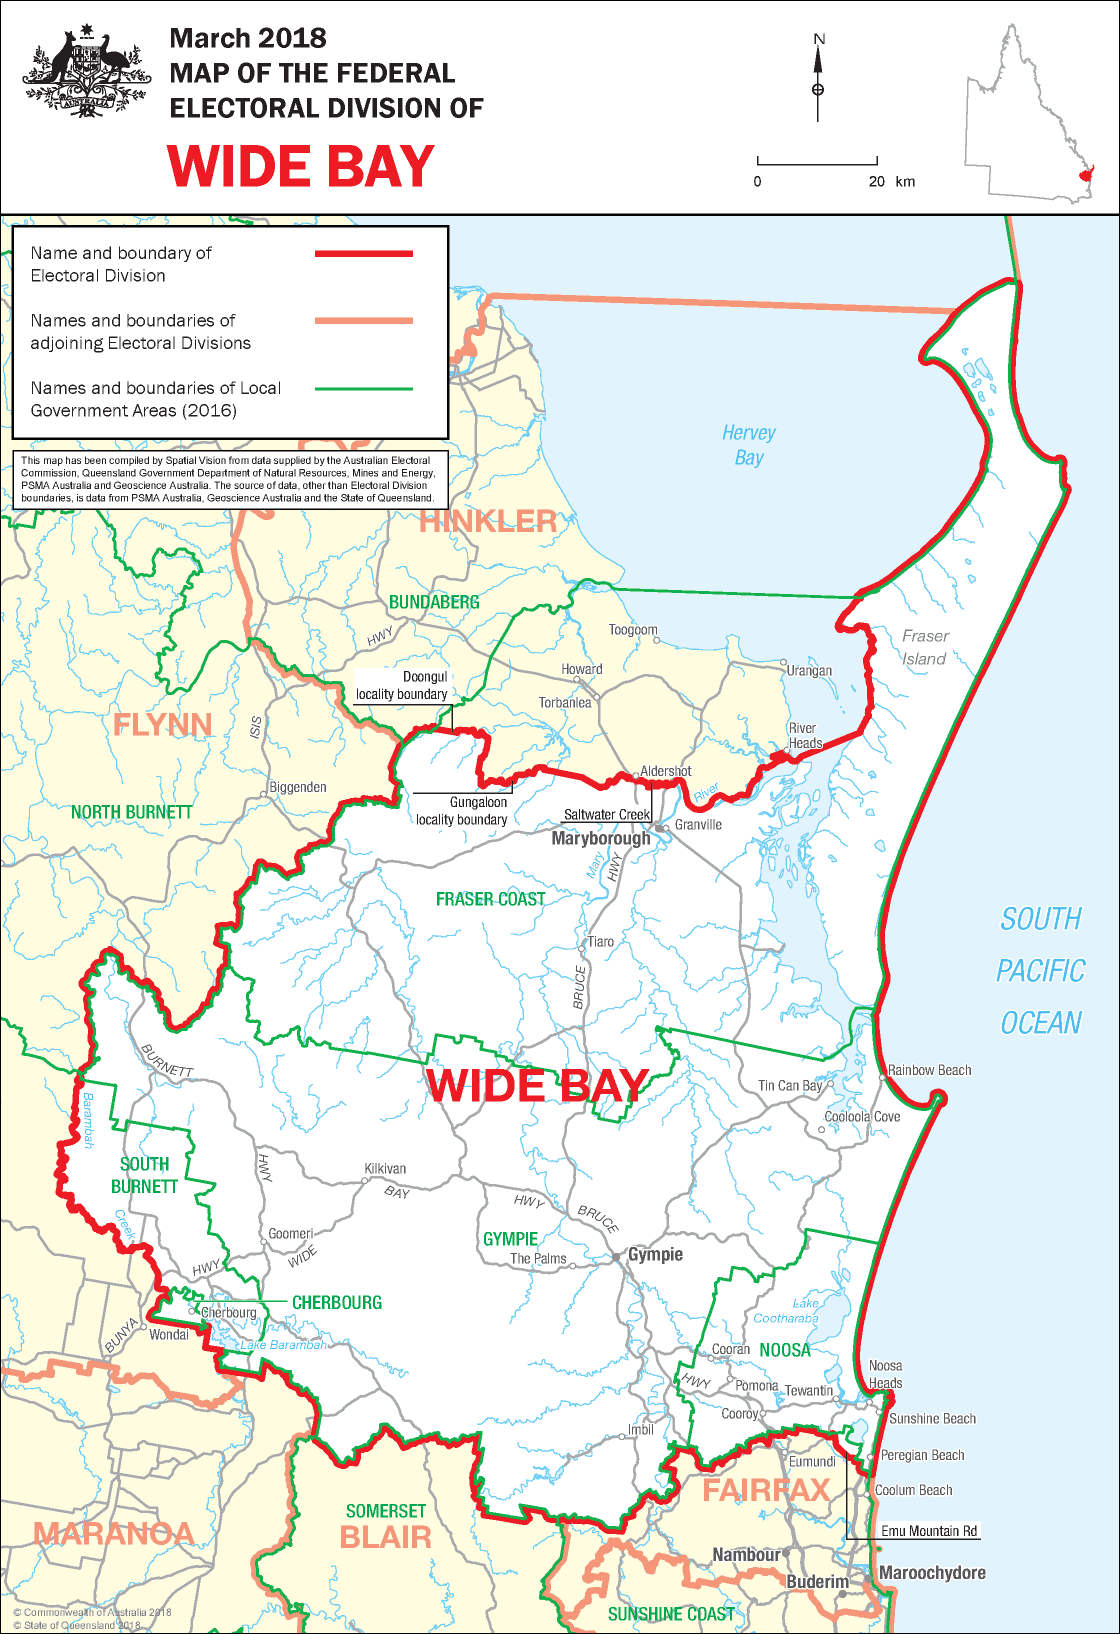 March 2018
MAP OF THE FEDERAL
ELECTORAL DIVISION OF
WIDE BAY
AUSTRALIA
N
0
20 km
Name and boundary of
Electoral Division
Names and boundaries of
adjoining Electoral Divisions
Names and boundaries of Local
Government Areas (2016)
This map has been compiled by Spatial Vision from data supplied by the Australian Electoral
Commission, Queensland Government Department of Natural Resources, Mines and Energy,
PSMA Australia and Geoscience Australia. The source of data, other than Electoral Division
boundaries, is data from PSMA Australia, Geoscience Australia and the State of Queensland.
Hervey
Bay
HINKLER
BUNDABERG
HWY
Toogoom
Fraser
Island
Howard
Urangan
Doongul
locality boundary
Torbanlea
FLYNN
ISIS
River
Heads
Aldershot
Biggenden
River
Gungaloon
locality boundary
NORTH BURNETT
Saltwater Creek
Granville
Maryborough
Mary
HWY
FRASER COAST
SOUTH
PACIFIC
OCEAN
Tiaro
BRUCE
BURNETT
WIDE BAY
Rainbow Beach
Tin Can Bay
Barambah
Creek
Cooloola Cove
SOUTH
BURNETT
HWY
Kilkivan
BAY
HWY
BRUCE
Goomeri
GYMPIE
The Palms
Gympie
WIDE
HWY
CHERBOURG
Cherbourg
Lake
Cootharaba
BUNYA
Wondai
Lake Barambah
Cooran
NOOSA
Noosa
Heads
HWY
Pomona
Tewantin
Cooroy
Sunshine Beach
Imbil
Eumundi
Peregian Beach
FAIRFAX
Coolum Beach
SOMERSET
BLAIR
MARANOA
Emu Mountain Rd
Nambour
Maroochydore
Buderim
SUNSHINE COAST
© Commonwealth of Australia 2018
© State of Queensland 2018